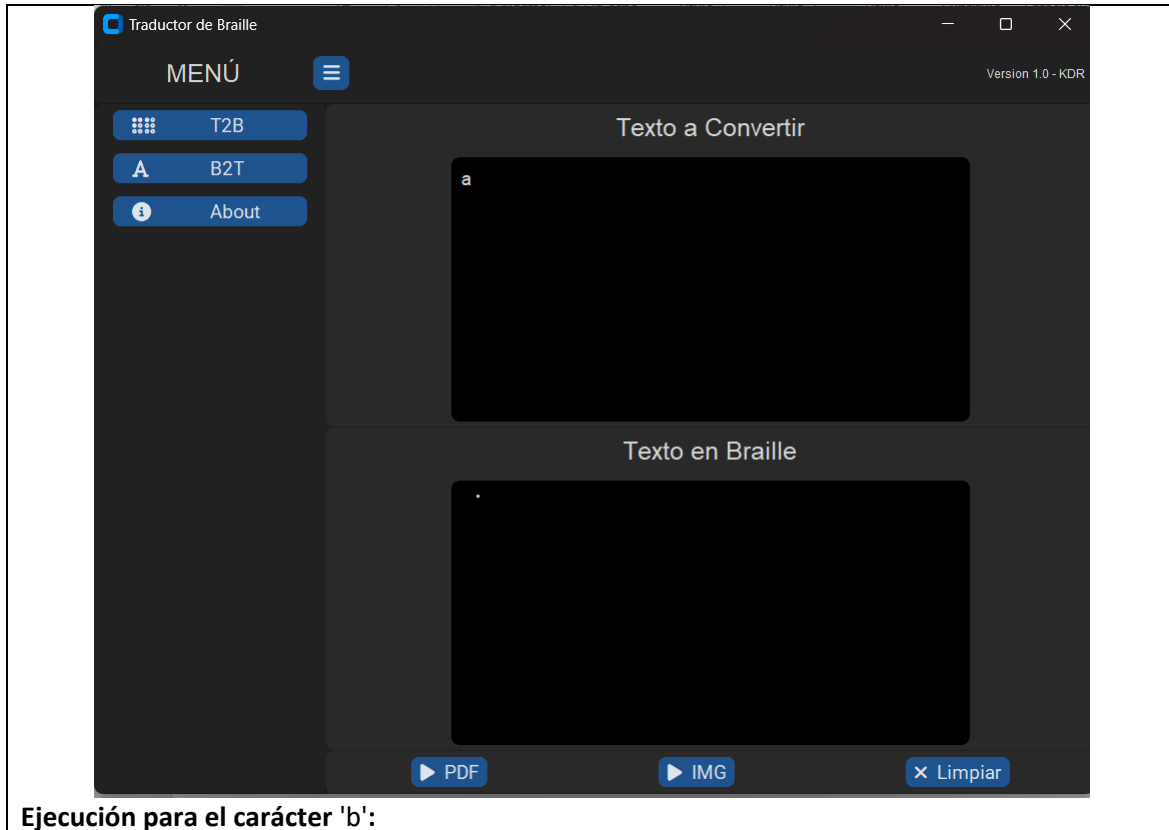 Traductor de Braille
MENÚ
Version 1.0 - KDR
T2B
Texto a Convertir
A B2T
a
About
Texto en Braille
⠁
PDF
IMG
Limpiar
Ejecución para el carácter 'b':